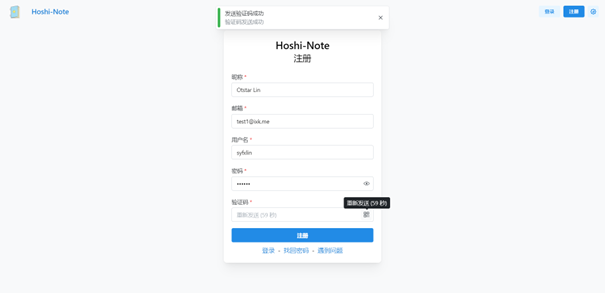 Hoshi-Note
发送验证码成功
验证码发送成功
登录
注册
Hoshi-Note
注册
昵称 *
Otstar Lin
邮箱 *
test1@ixk.me
用户名 *
syfxlin
密码 *
••••••
重新发送 (59 秒)
验证码 *
重新发送 (59 秒)
注册
登录 • 找回密码 • 遇到问题